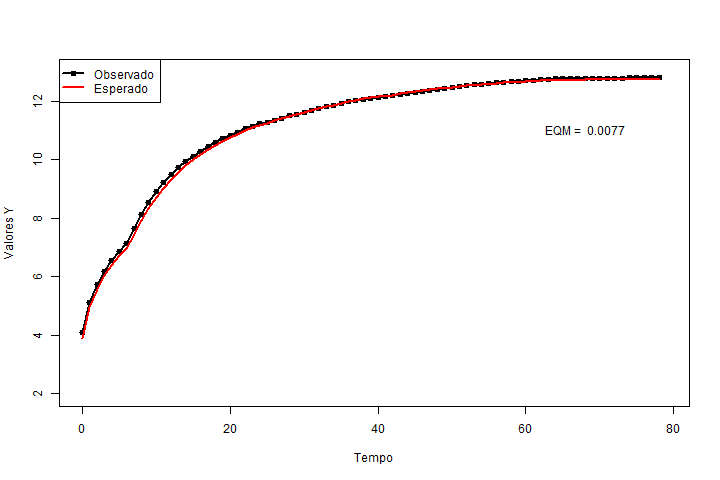 Observado
Esperado
EQM = 0.0077
Valores Y
2
4
6
8
10
12
0
20
40
60
80
Tempo